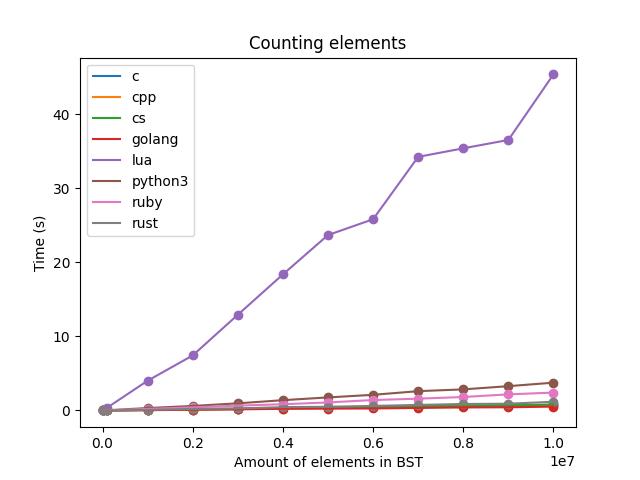 Counting elements
c
cpp
cs
golang
lua
python3
ruby
rust
Time (s)
40
30
20
10
0
0.0 0.2 0.4 0.6 0.8 1.0
1e7
Amount of elements in BST